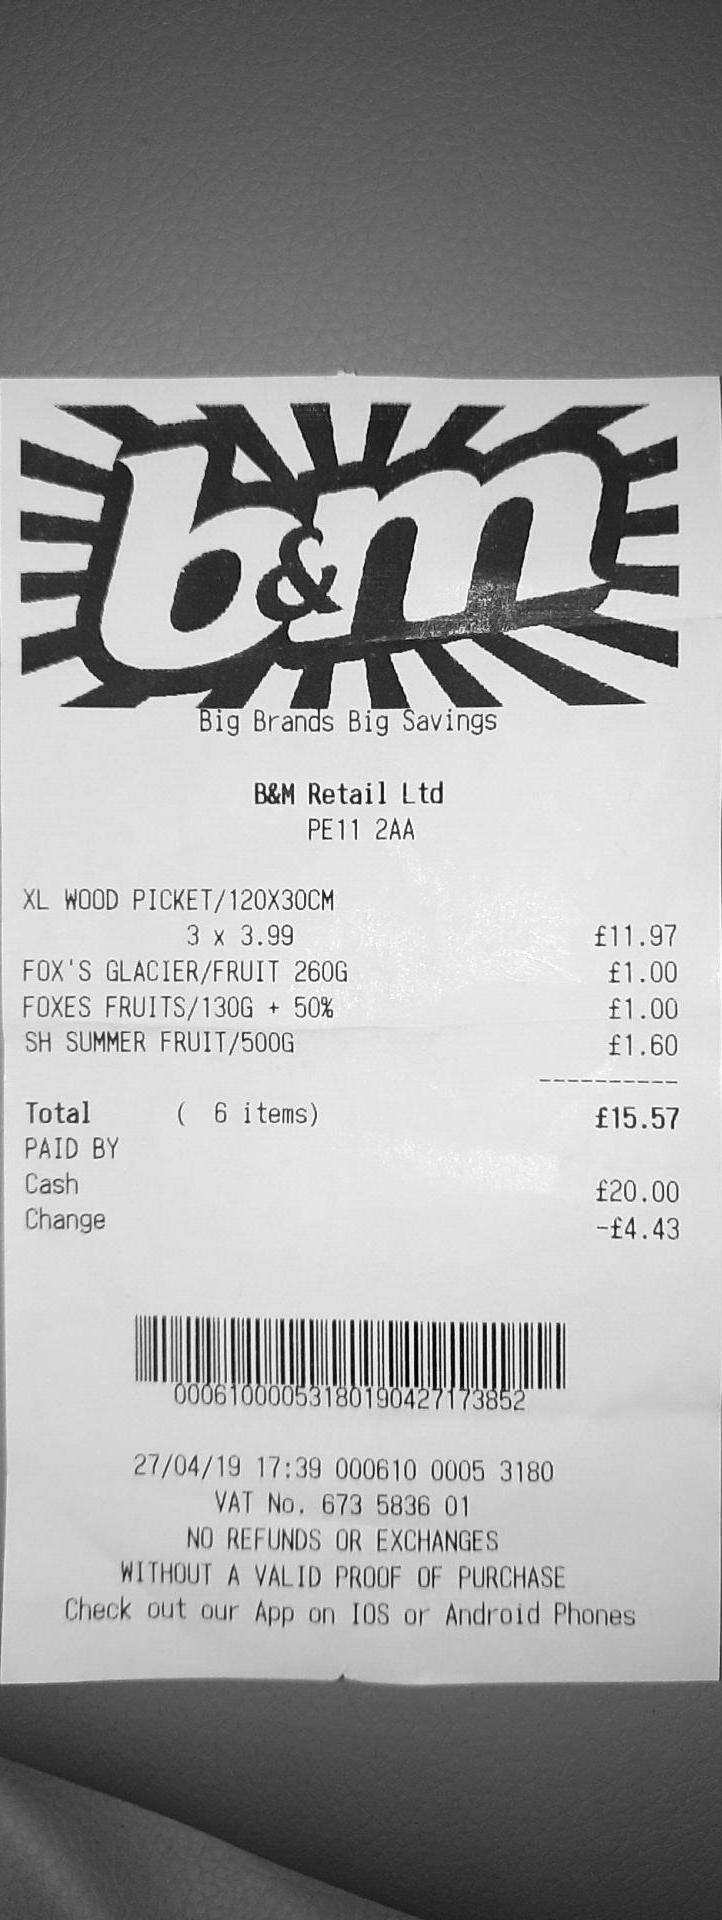 b&m
Big Brands Big Savings
B&M Retail Ltd
PE11 2AA
XL WOOD PICKET/120X30CM
3 x 3.99 £11.97
FOX'S GLACIER/FRUIT 260G £1.00
FOXES FRUITS/130G + 50% £1.00
SH SUMMER FRUIT/500G £1.60
----------
Total ( 6 items) £15.57
PAID BY
Cash £20.00
Change -£4.43
00061000053180190427173852
27/04/19 17:39 000610 0005 3180
VAT No. 673 5836 01
NO REFUNDS OR EXCHANGES
WITHOUT A VALID PROOF OF PURCHASE
Check out our App on IOS or Android Phones